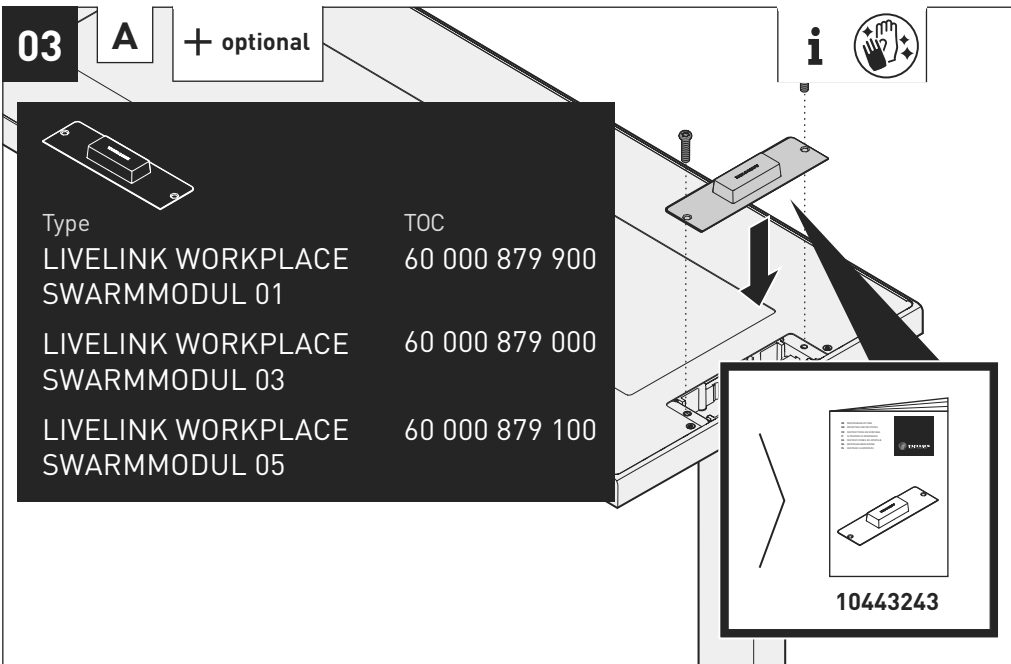 03
A
+ optional
i
Type TOC
LIVELINK WORKPLACE 60 000 879 900
SWARMMODUL 01
LIVELINK WORKPLACE 60 000 879 000
SWARMMODUL 03
LIVELINK WORKPLACE 60 000 879 100
SWARMMODUL 05
10443243